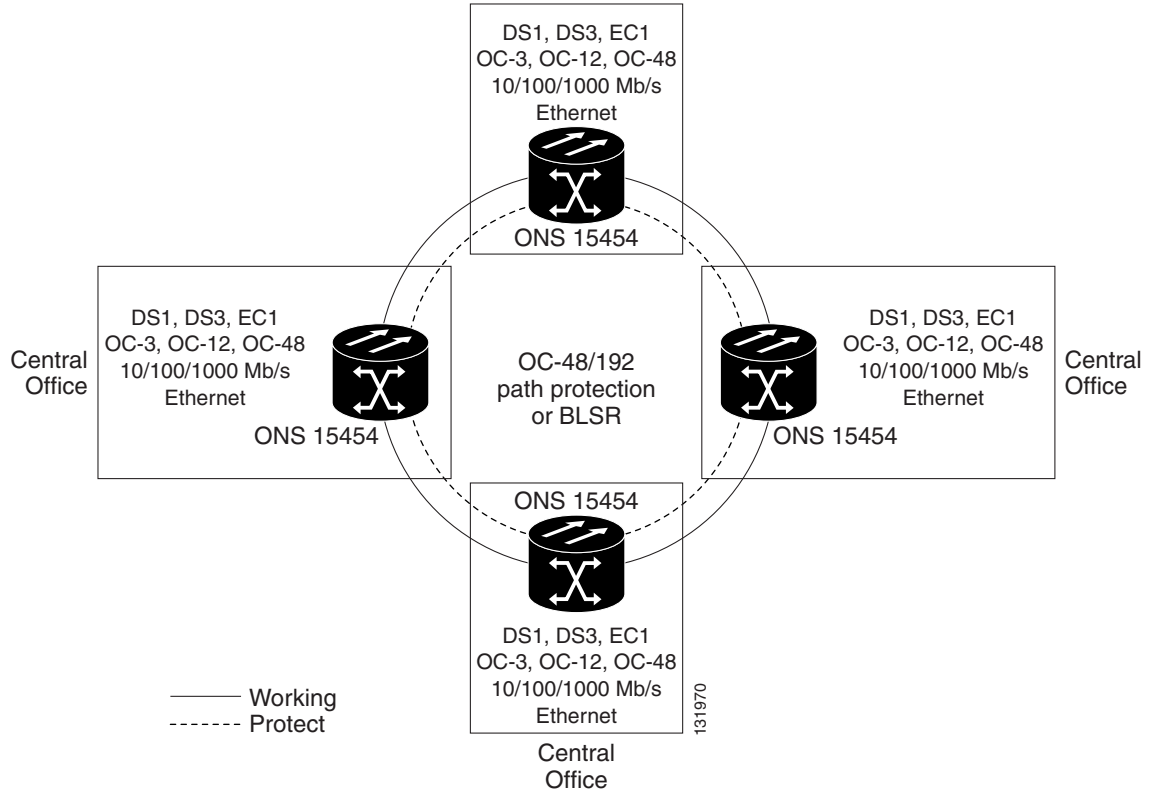 DS1, DS3, EC1
OC-3, OC-12, OC-48
10/100/1000 Mb/s
Ethernet
ONS 15454
Central
Office
DS1, DS3, EC1
OC-3, OC-12, OC-48
10/100/1000 Mb/s
Ethernet
ONS 15454
OC-48/192
path protection
or BLSR
DS1, DS3, EC1
OC-3, OC-12, OC-48
10/100/1000 Mb/s
Ethernet
ONS 15454
Central
Office
ONS 15454
DS1, DS3, EC1
OC-3, OC-12, OC-48
10/100/1000 Mb/s
Ethernet
Central
Office
Working
Protect
131970